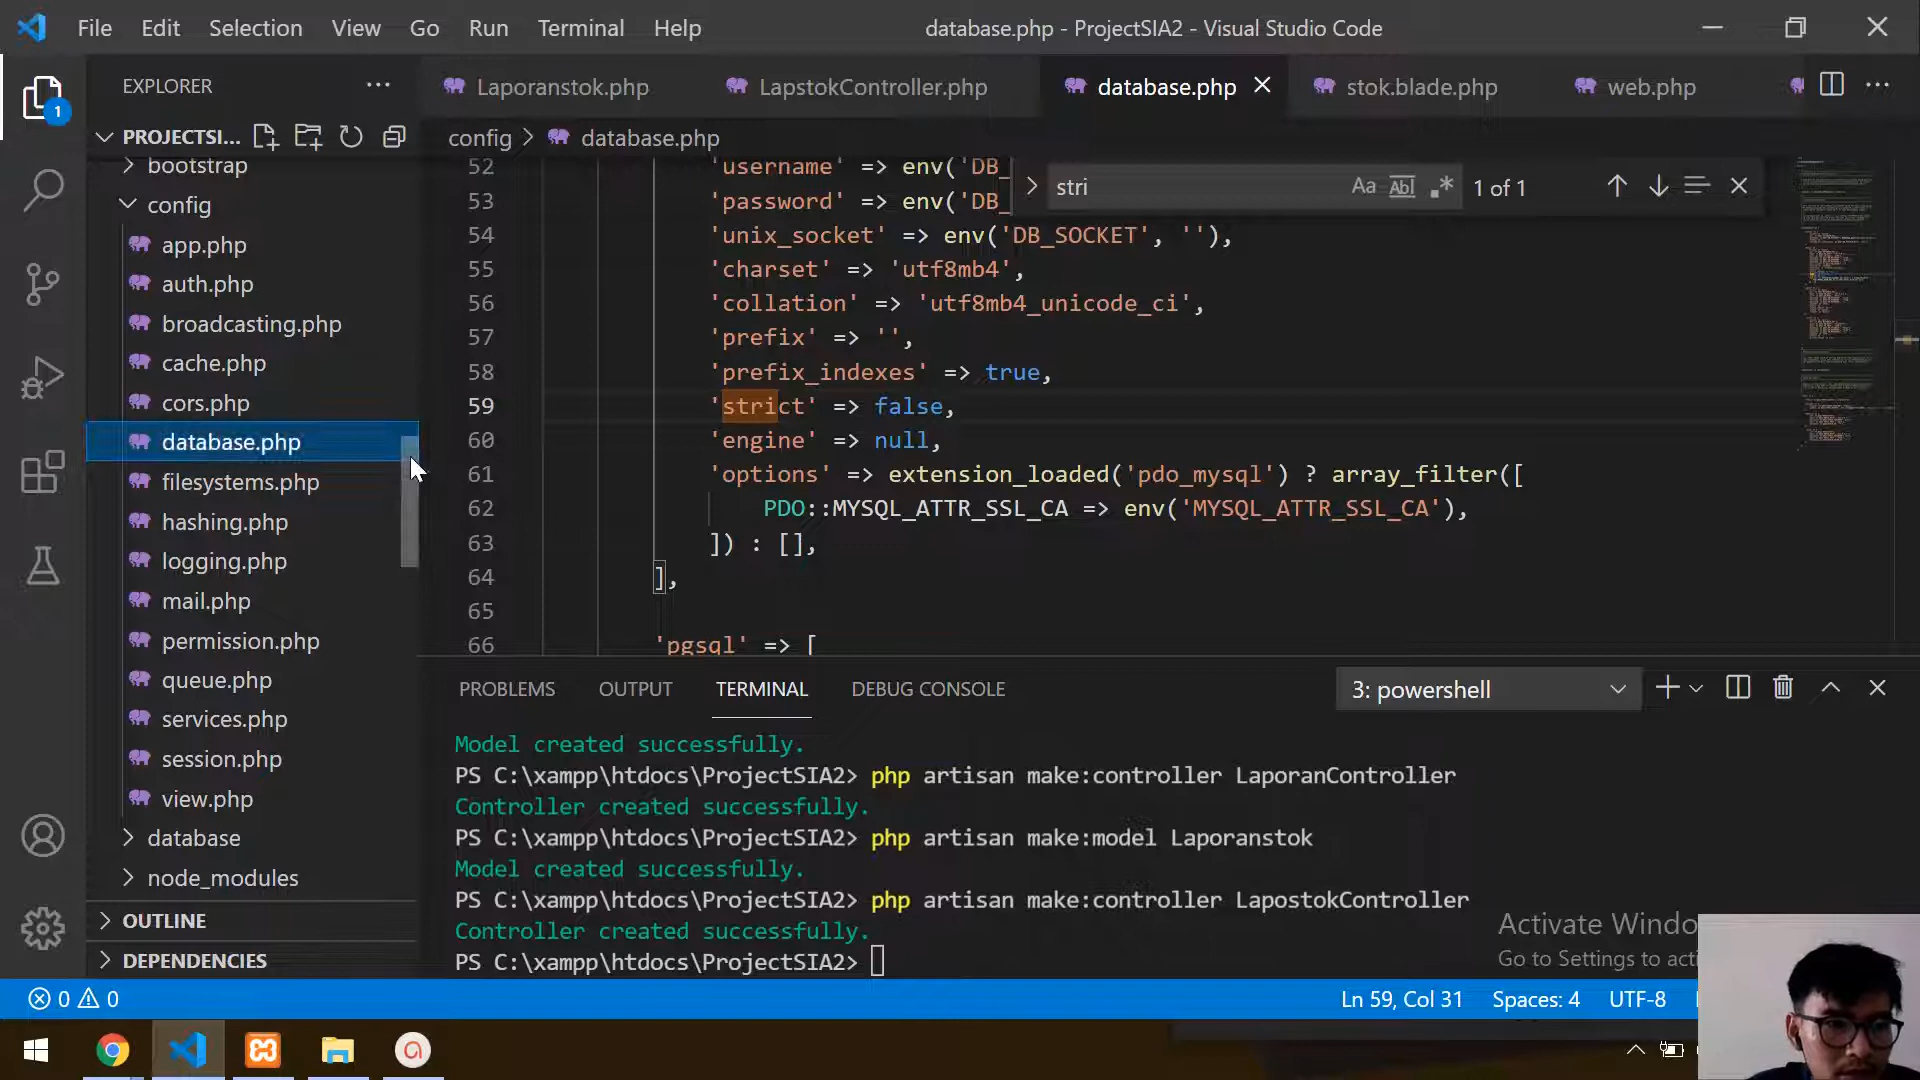 File Edit Selection View Go Run Terminal Help
database.php - ProjectSIA2 - Visual Studio Code
EXPLORER
1
PROJECTSI...
bootstrap
config
app.php
auth.php
broadcasting.php
cache.php
cors.php
database.php
filesystems.php
hashing.php
logging.php
mail.php
permission.php
queue.php
services.php
session.php
view.php
database
node_modules
OUTLINE
DEPENDENCIES
Laporanstok.php LapstokController.php database.php stok.blade.php web.php
config > database.php
stri Aa Abl .* 1 of 1
52 'username' => env('DB_
53 'password' => env('DB_
54 'unix_socket' => env('DB_SOCKET', ''),
55 'charset' => 'utf8mb4',
56 'collation' => 'utf8mb4_unicode_ci',
57 'prefix' => '',
58 'prefix_indexes' => true,
59 'strict' => false,
60 'engine' => null,
61 'options' => extension_loaded('pdo_mysql') ? array_filter([
62 PDO::MYSQL_ATTR_SSL_CA => env('MYSQL_ATTR_SSL_CA'),
63 ]) : [],
64 ],
65
66 'pgsql' => [
PROBLEMS OUTPUT TERMINAL DEBUG CONSOLE 3: powershell
Model created successfully.
PS C:\xampp\htdocs\ProjectSIA2> php artisan make:controller LaporanController
Controller created successfully.
PS C:\xampp\htdocs\ProjectSIA2> php artisan make:model Laporanstok
Model created successfully.
PS C:\xampp\htdocs\ProjectSIA2> php artisan make:controller LapostokController
Controller created successfully.
PS C:\xampp\htdocs\ProjectSIA2>
Activate Windo
Go to Settings to acti
0 0 Ln 59, Col 31 Spaces: 4 UTF-8